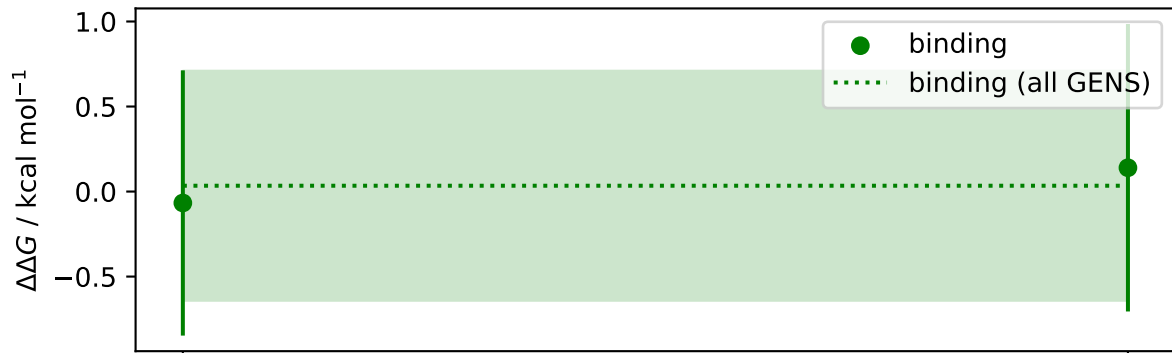 1.0
0.5
0.0
−0.5
ΔΔG / kcal mol⁻¹
binding
binding (all GENS)